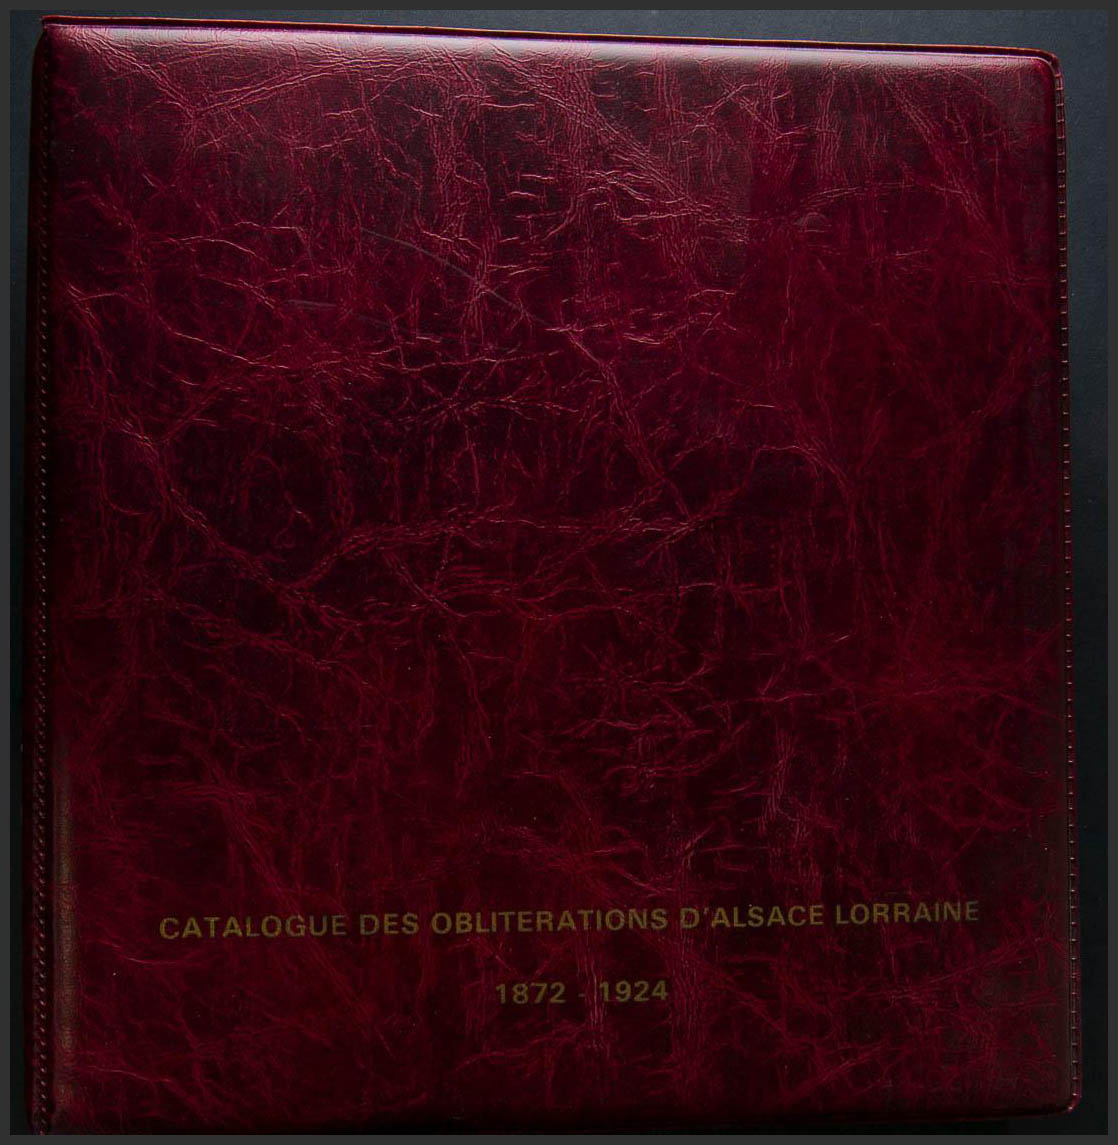 CATALOGUE DES OBLITERATIONS D'ALSACE LORRAINE
1872 - 1924